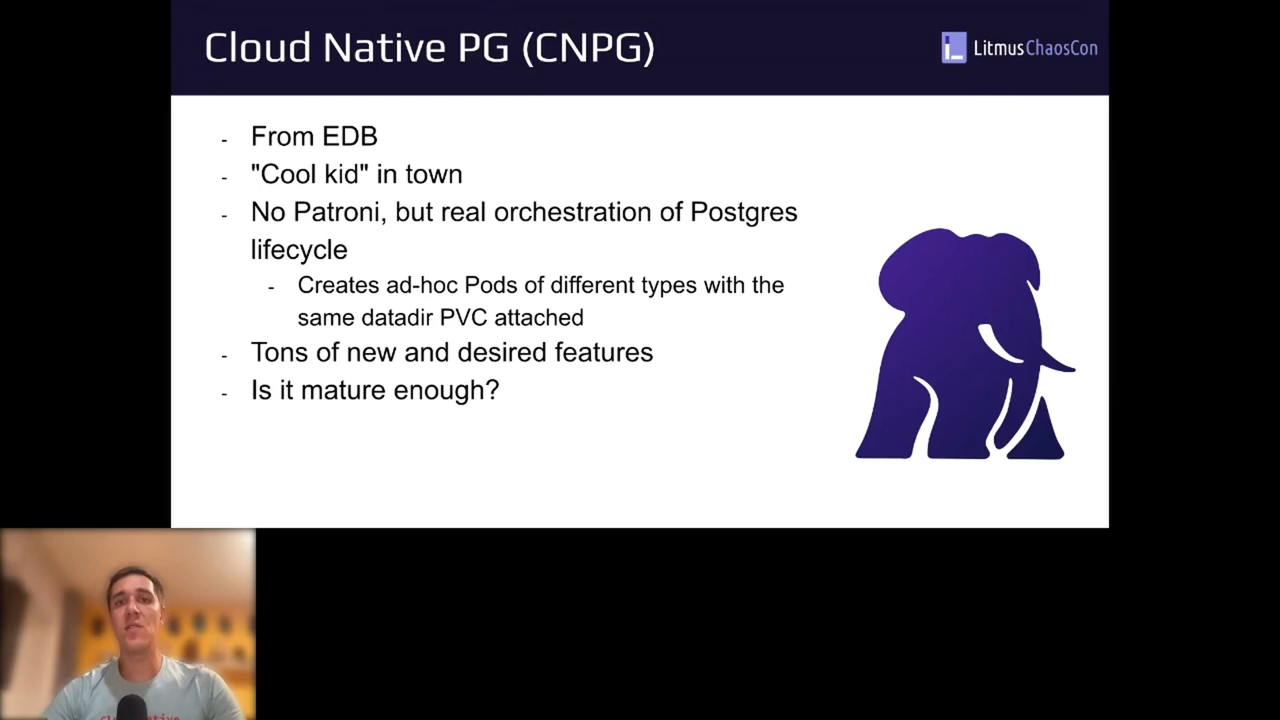 Cloud Native PG (CNPG)
LitmusChaosCon
- From EDB
- "Cool kid" in town
- No Patroni, but real orchestration of Postgres
lifecycle
- Creates ad-hoc Pods of different types with the
same datadir PVC attached
- Tons of new and desired features
- Is it mature enough?